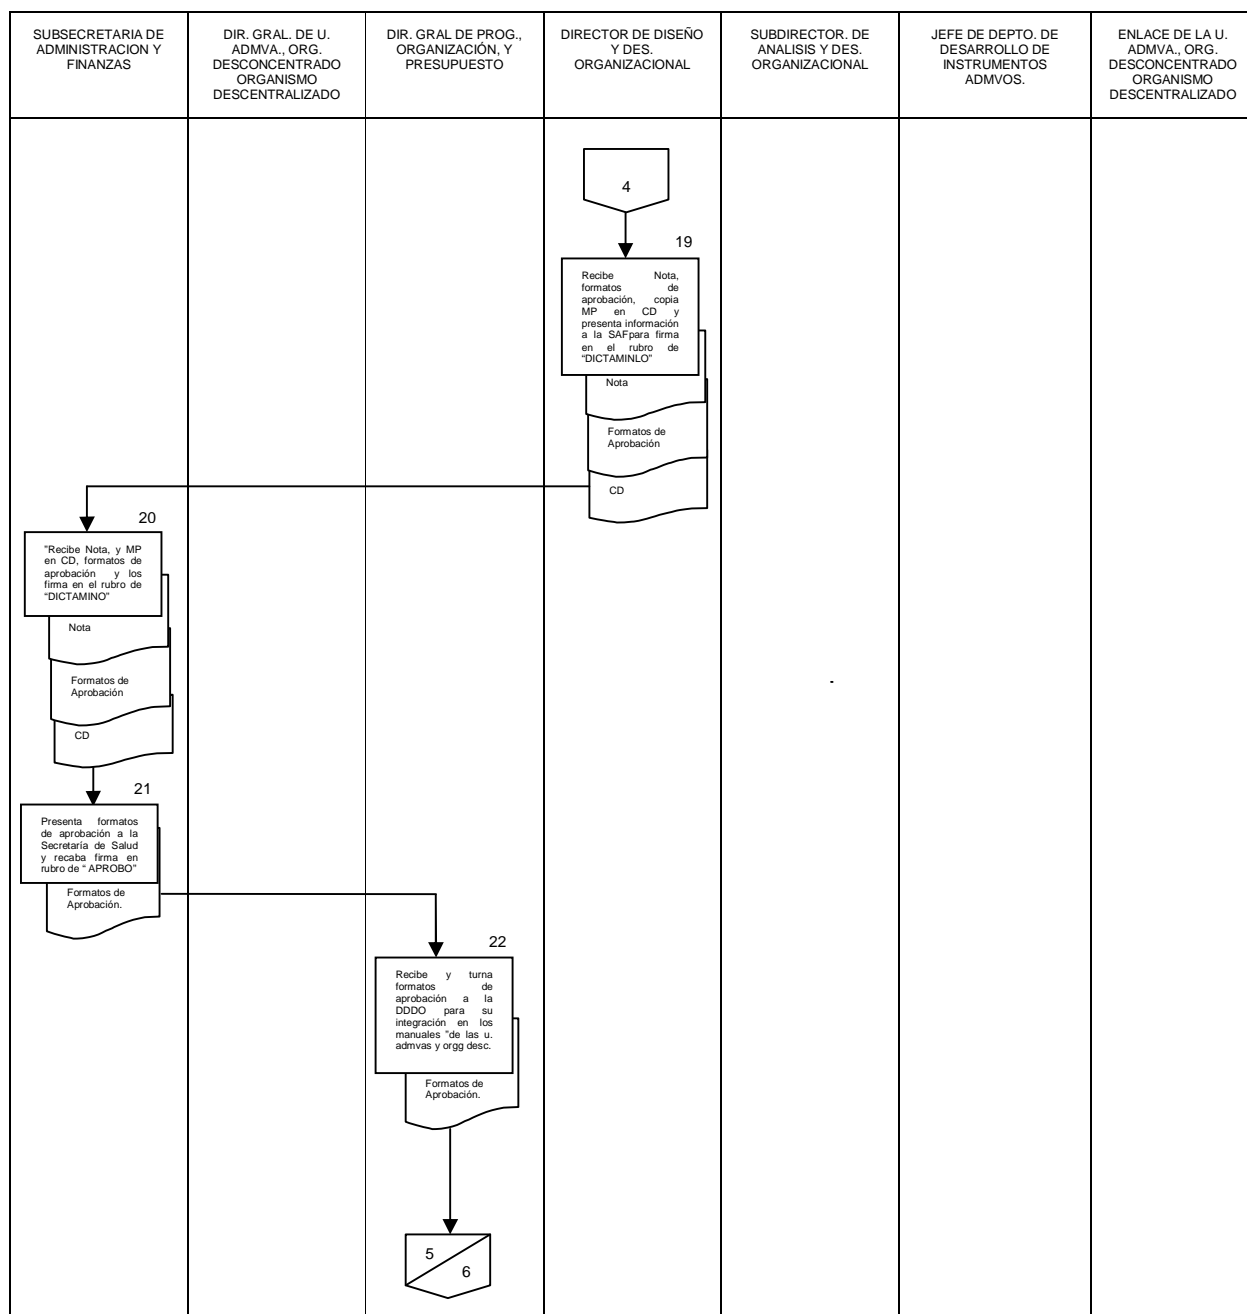 SUBSECRETARIA DE
ADMINISTRACION Y
FINANZAS
DIR. GRAL. DE U.
ADMVA., ORG.
DESCONCENTRADO
ORGANISMO
DESCENTRALIZADO
DIR. GRAL DE PROG.,
ORGANIZACIÓN, Y
PRESUPUESTO
DIRECTOR DE DISEÑO
Y DES.
ORGANIZACIONAL
SUBDIRECTOR. DE
ANALISIS Y DES.
ORGANIZACIONAL
JEFE DE DEPTO. DE
DESARROLLO DE
INSTRUMENTOS
ADMVOS.
ENLACE DE LA U.
ADMVA., ORG.
DESCONCENTRADO
ORGANISMO
DESCENTRALIZADO
4
19
Recibe Nota,
formatos de
aprobación, copia
MP en CD y
presenta información
a la SAFpara firma
en el rubro de
“DICTAMINLO”
Nota
Formatos de
Aprobación
CD
20
"Recibe Nota, y MP
en CD, formatos de
aprobación y los
firma en el rubro de
“DICTAMINO”
Nota
Formatos de
Aprobación
CD
-
21
Presenta formatos
de aprobación a la
Secretaría de Salud
y recaba firma en
rubro de “ APROBO”
Formatos de
Aprobación.
22
Recibe y turna
formatos de
aprobación a la
DDDO para su
integración en los
manuales "de las u.
admvas y orgg desc.
Formatos de
Aprobación.
5
6